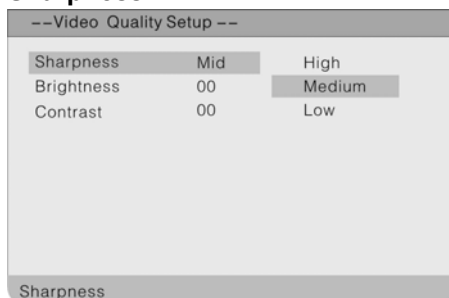 --Video Quality Setup --
Sharpness Mid High
Brightness 00 Medium
Contrast 00 Low
Sharpness